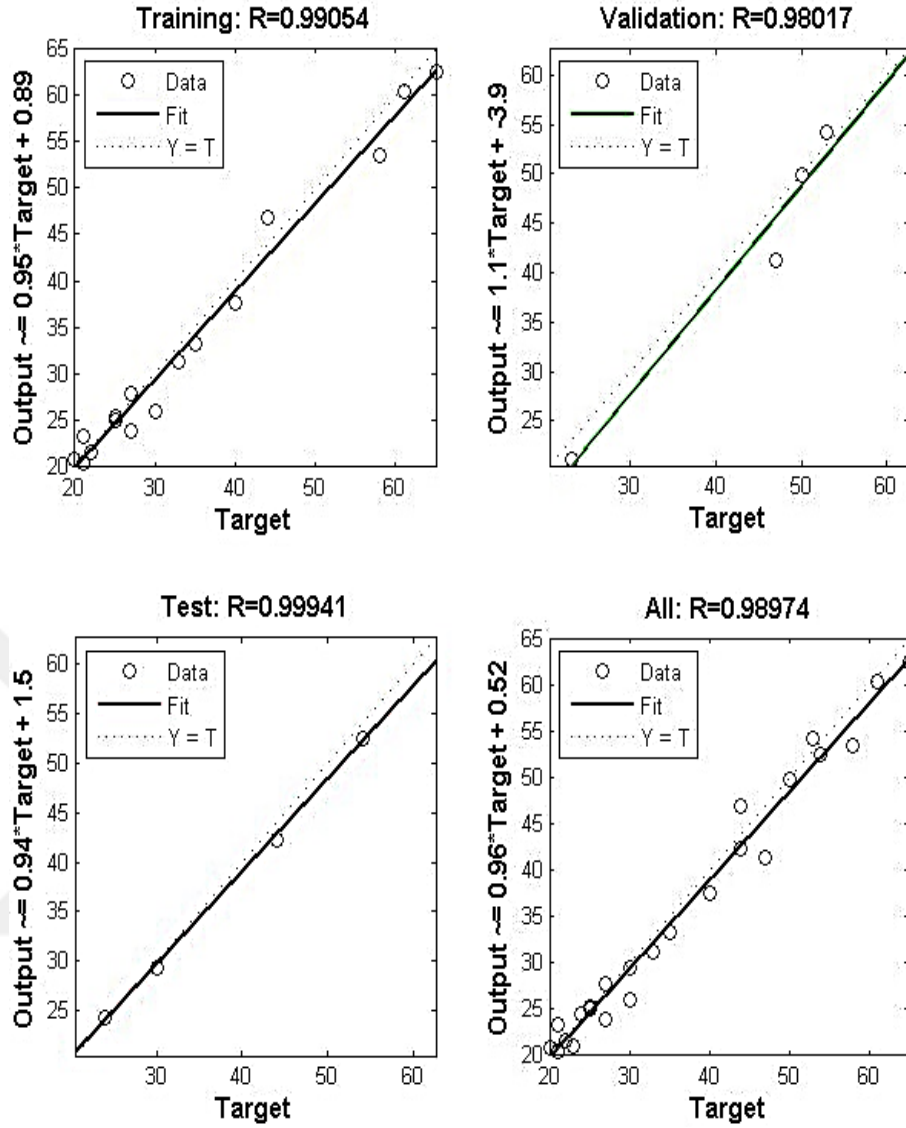 Training: R=0.99054
Output ~= 0.95*Target + 0.89
65
60
55
50
45
40
35
30
25
20
Data
Fit
Y = T
20
30
40
50
60
Target
Validation: R=0.98017
Output ~= 1.1*Target + -3.9
60
55
50
45
40
35
30
25
Data
Fit
Y = T
30
40
50
60
Target
Test: R=0.99941
Output ~= 0.94*Target + 1.5
60
55
50
45
40
35
30
25
Data
Fit
Y = T
30
40
50
60
Target
All: R=0.98974
Output ~= 0.96*Target + 0.52
65
60
55
50
45
40
35
30
25
20
Data
Fit
Y = T
20
30
40
50
60
Target